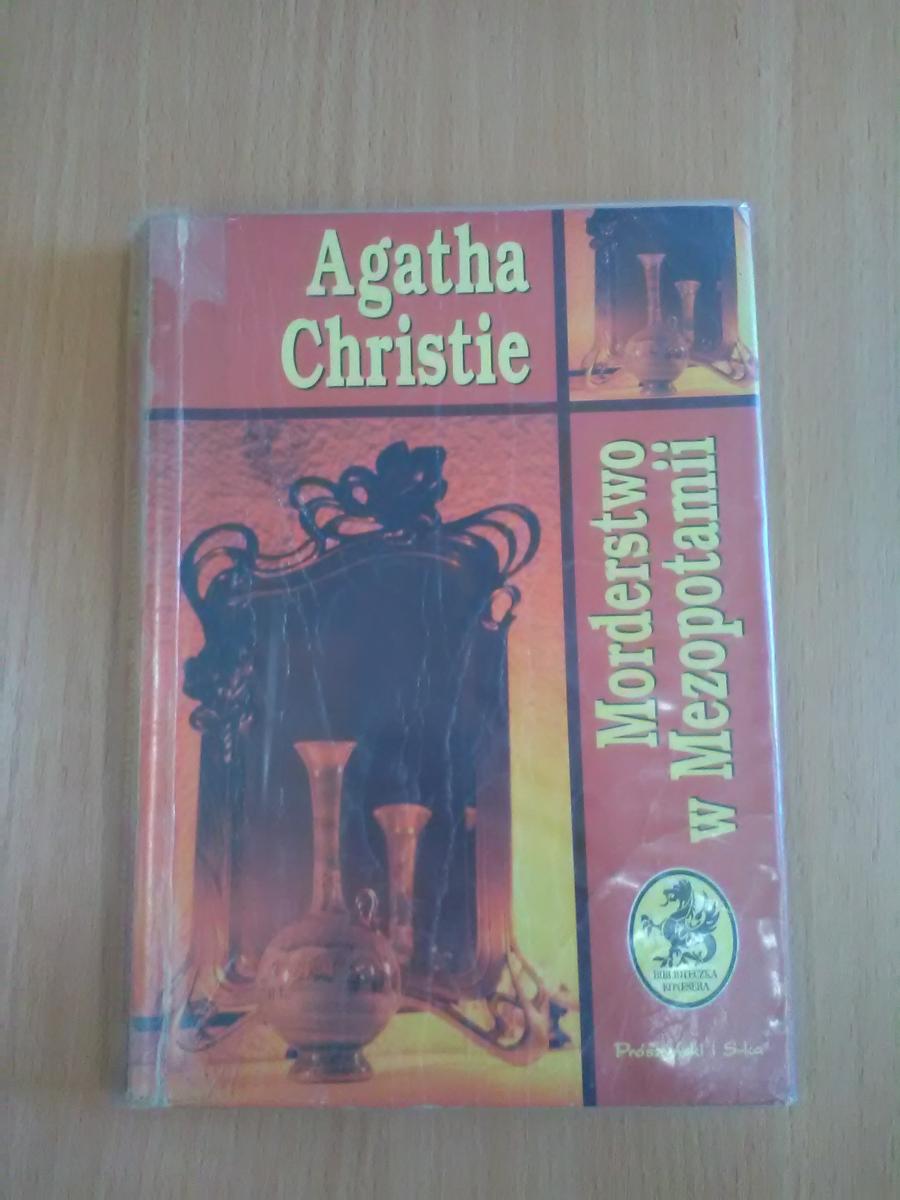 Agatha
Christie
Morderstwo
w Mezopotamii
BIBLIOTECZKA
KONESERA
Prószyński i S-ka